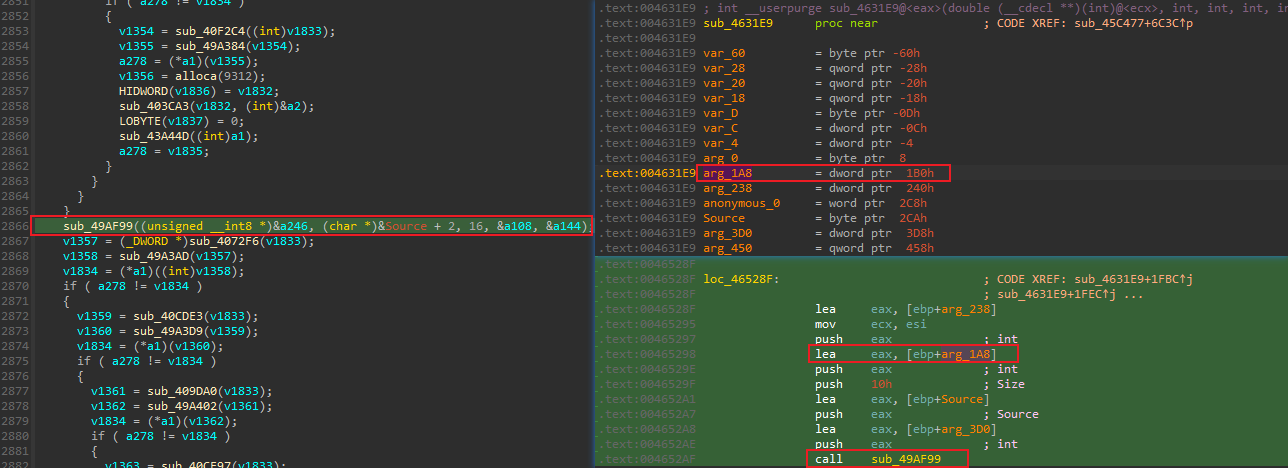 2851 if ( a278 != v1834 )
2852 {
2853 v1354 = sub_40F2C4((int)v1833);
2854 v1355 = sub_49A384(v1354);
2855 a278 = (*a1)(v1355);
2856 v1356 = alloca(9312);
2857 HIDWORD(v1836) = v1832;
2858 sub_403CA3(v1832, (int)&a2);
2859 LOBYTE(v1837) = 0;
2860 sub_43A44D((int)a1);
2861 a278 = v1835;
2862 }
2863 }
2864 }
2865 }
2866 sub_49AF99((unsigned __int8 *)&a246, (char *)&Source + 2, 16, &a108, &a144);
2867 v1357 = (_DWORD *)sub_4072F6(v1833);
2868 v1358 = sub_49A3AD(v1357);
2869 v1834 = (*a1)((int)v1358);
2870 if ( a278 != v1834 )
2871 {
2872 v1359 = sub_40CDE3(v1833);
2873 v1360 = sub_49A3D9(v1359);
2874 v1834 = (*a1)(v1360);
2875 if ( a278 != v1834 )
2876 {
2877 v1361 = sub_409DA0(v1833);
2878 v1362 = sub_49A402(v1361);
2879 v1834 = (*a1)(v1362);
2880 if ( a278 != v1834 )
2881 {
2882 v1363 = sub_40CE97(v1833);
.text:004631E9 ; int __userpurge sub_4631E9@<eax>(double (__cdecl **)(int)@<ecx>, int, int, int, in
.text:004631E9 sub_4631E9 proc near ; CODE XREF: sub_45C477+6C3C↑p
.text:004631E9
.text:004631E9 var_60 = byte ptr -60h
.text:004631E9 var_28 = qword ptr -28h
.text:004631E9 var_20 = qword ptr -20h
.text:004631E9 var_18 = qword ptr -18h
.text:004631E9 var_D = byte ptr -0Dh
.text:004631E9 var_C = dword ptr -0Ch
.text:004631E9 var_4 = dword ptr -4
.text:004631E9 arg_0 = byte ptr 8
.text:004631E9 arg_1A8 = dword ptr 1B0h
.text:004631E9 arg_238 = dword ptr 240h
.text:004631E9 anonymous_0 = word ptr 2C8h
.text:004631E9 Source = byte ptr 2CAh
.text:004631E9 arg_3D0 = dword ptr 3D8h
.text:004631E9 arg_450 = qword ptr 458h
.text:0046528F
.text:0046528F loc_46528F: ; CODE XREF: sub_4631E9+1FBC↑j
.text:0046528F ; sub_4631E9+1FEC↑j ...
.text:0046528F lea eax, [ebp+arg_238]
.text:00465295 mov ecx, esi
.text:00465297 push eax ; int
.text:00465298 lea eax, [ebp+arg_1A8]
.text:0046529E push eax ; int
.text:0046529F push 10h ; Size
.text:004652A1 lea eax, [ebp+Source]
.text:004652A7 push eax ; Source
.text:004652A8 lea eax, [ebp+arg_3D0]
.text:004652AE push eax ; int
.text:004652AF call sub_49AF99